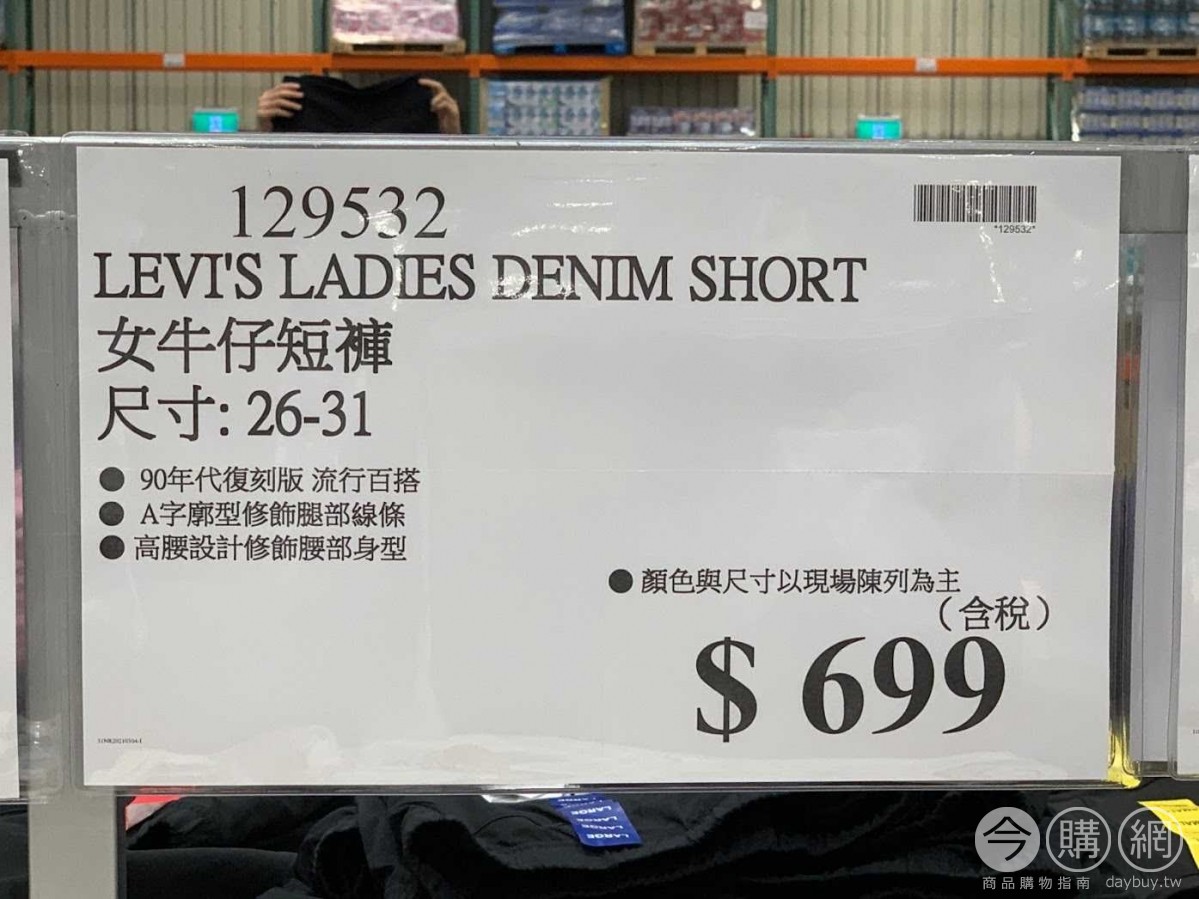 129532
*129532*
LEVI'S LADIES DENIM SHORT
女牛仔短褲
尺寸: 26-31
● 90年代復刻版 流行百搭
● A字廓型修飾腿部線條
● 高腰設計修飾腰部身型
● 顏色與尺寸以現場陳列為主
（含稅）
$ 699
LARGE
LARGE
LARGE
今購網
商品購物指南 daybuy.tw